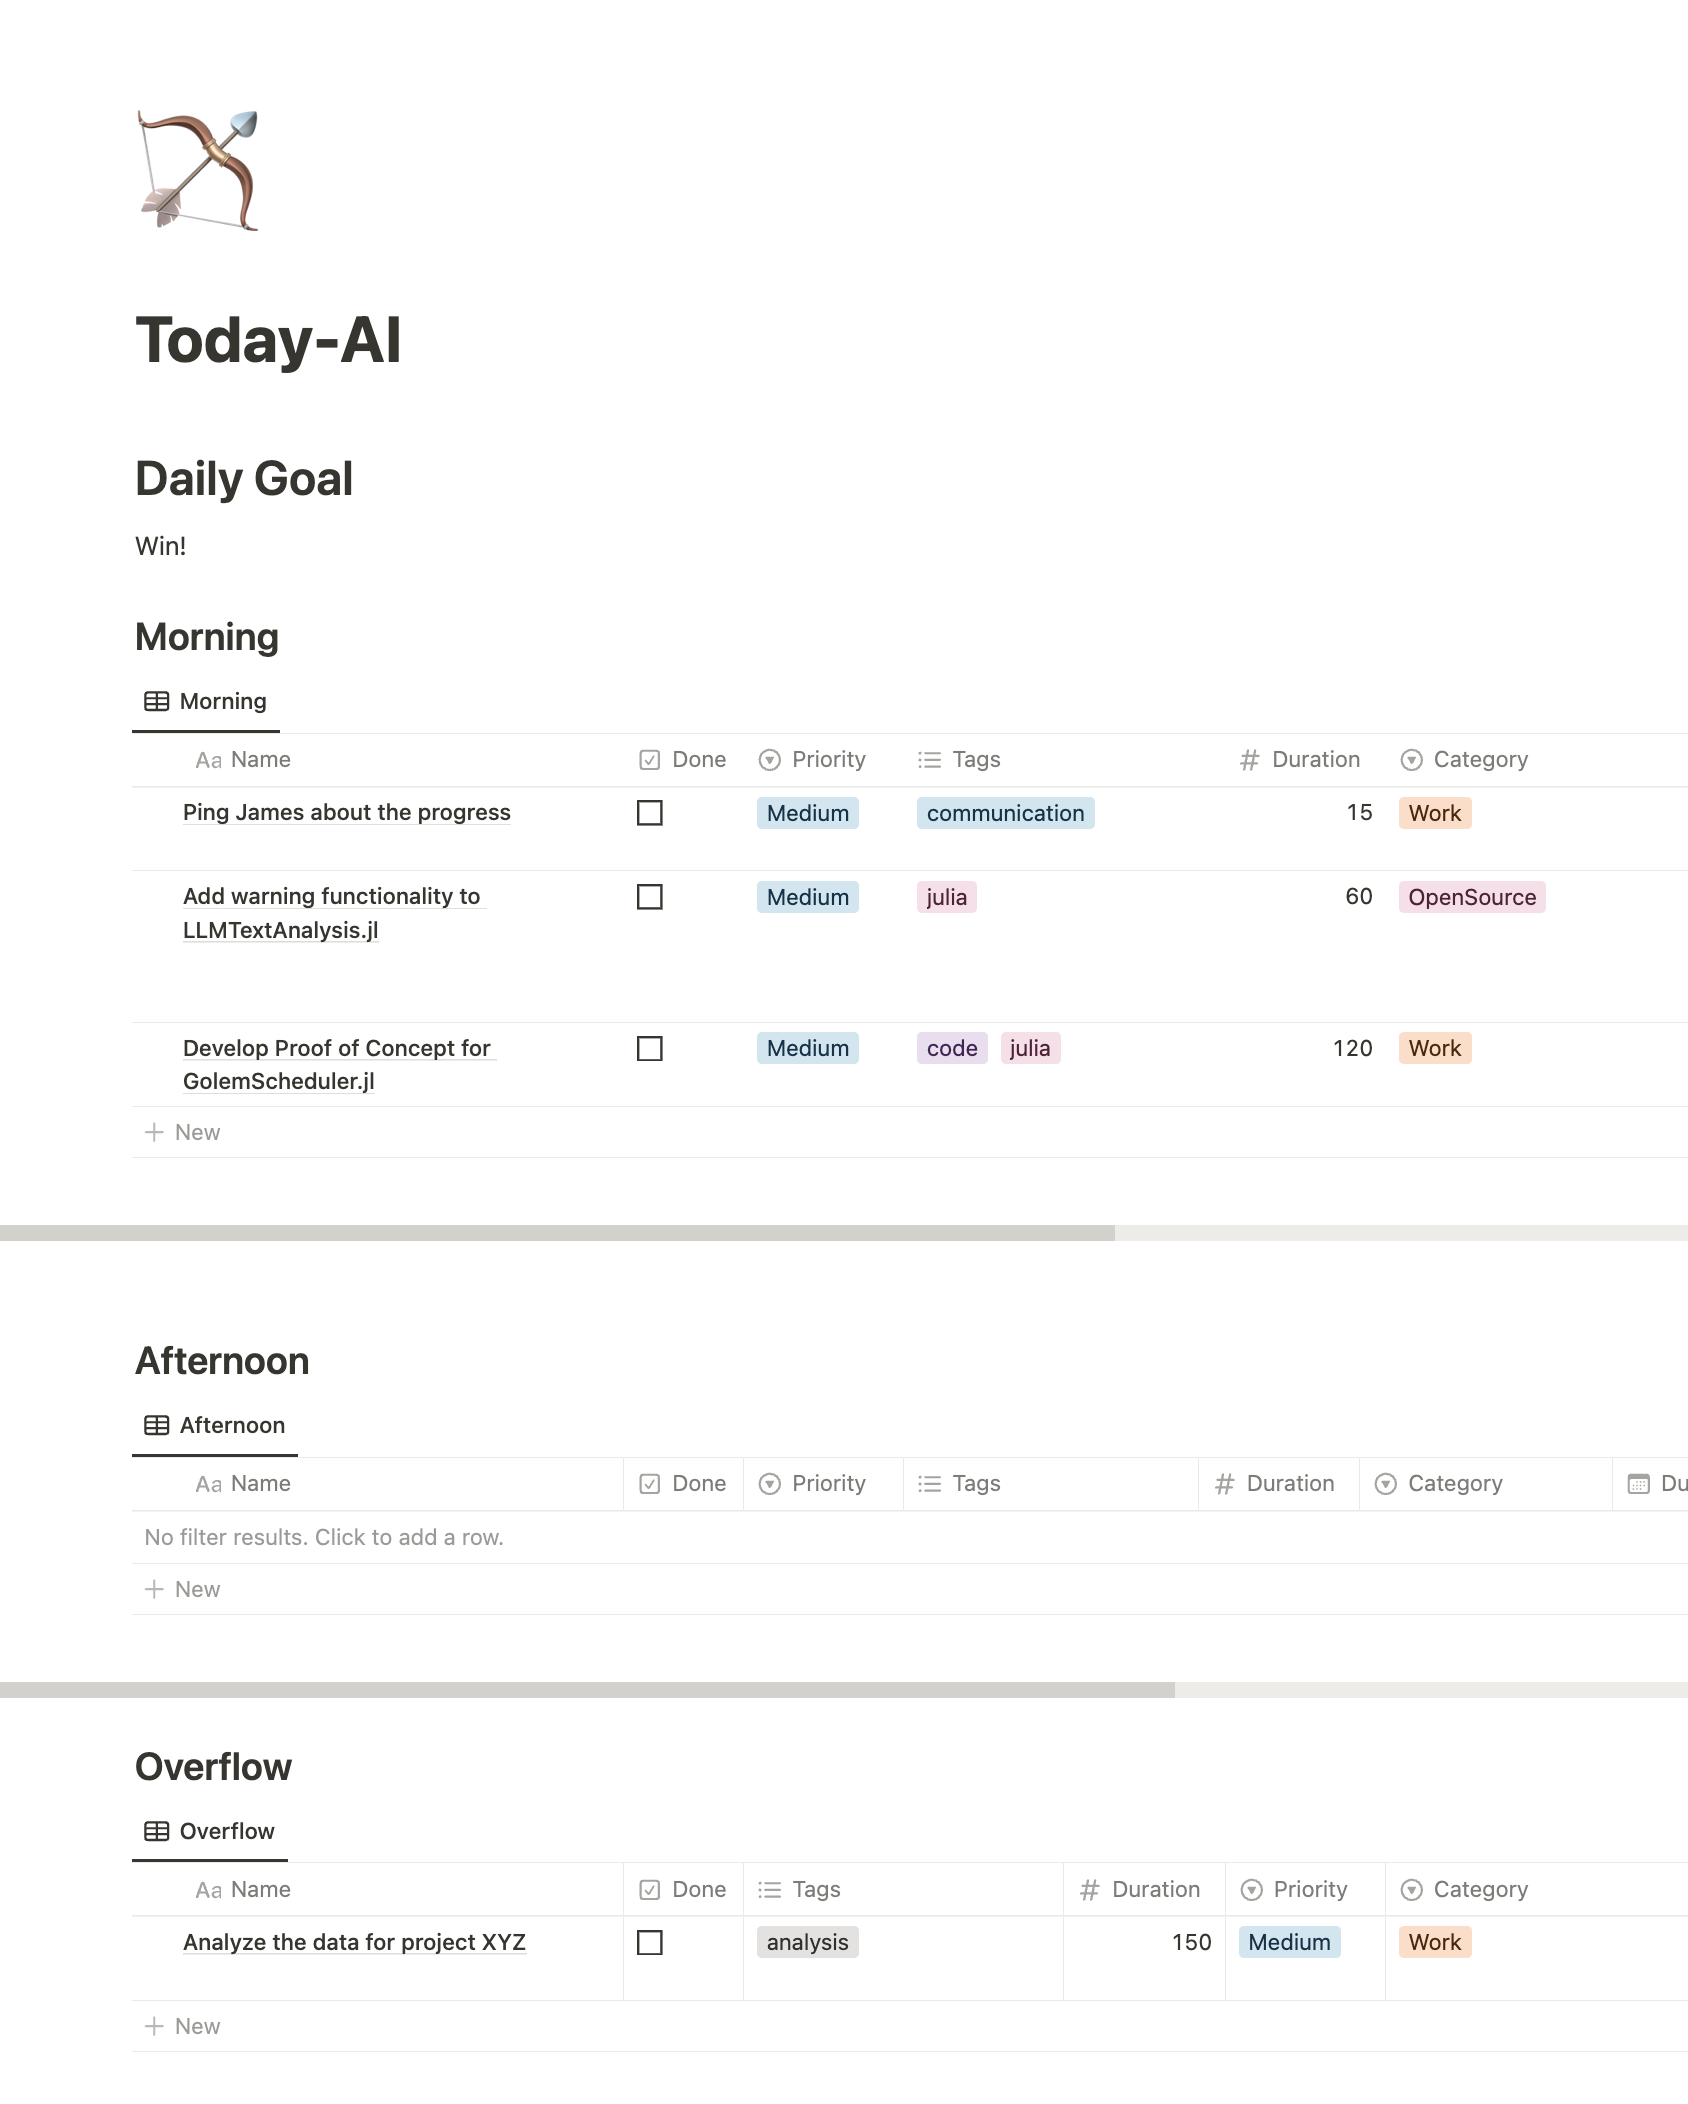 Today-AI
Daily Goal
Win!
Morning
Morning
Aa Name Done Priority Tags # Duration Category
Ping James about the progress Medium communication 15 Work
Add warning functionality to Medium julia 60 OpenSource
LLMTextAnalysis.jl
Develop Proof of Concept for Medium code julia 120 Work
GolemScheduler.jl
+ New
Afternoon
Afternoon
Aa Name Done Priority Tags # Duration Category Du
No filter results. Click to add a row.
+ New
Overflow
Overflow
Aa Name Done Tags # Duration Priority Category
Analyze the data for project XYZ analysis 150 Medium Work
+ New